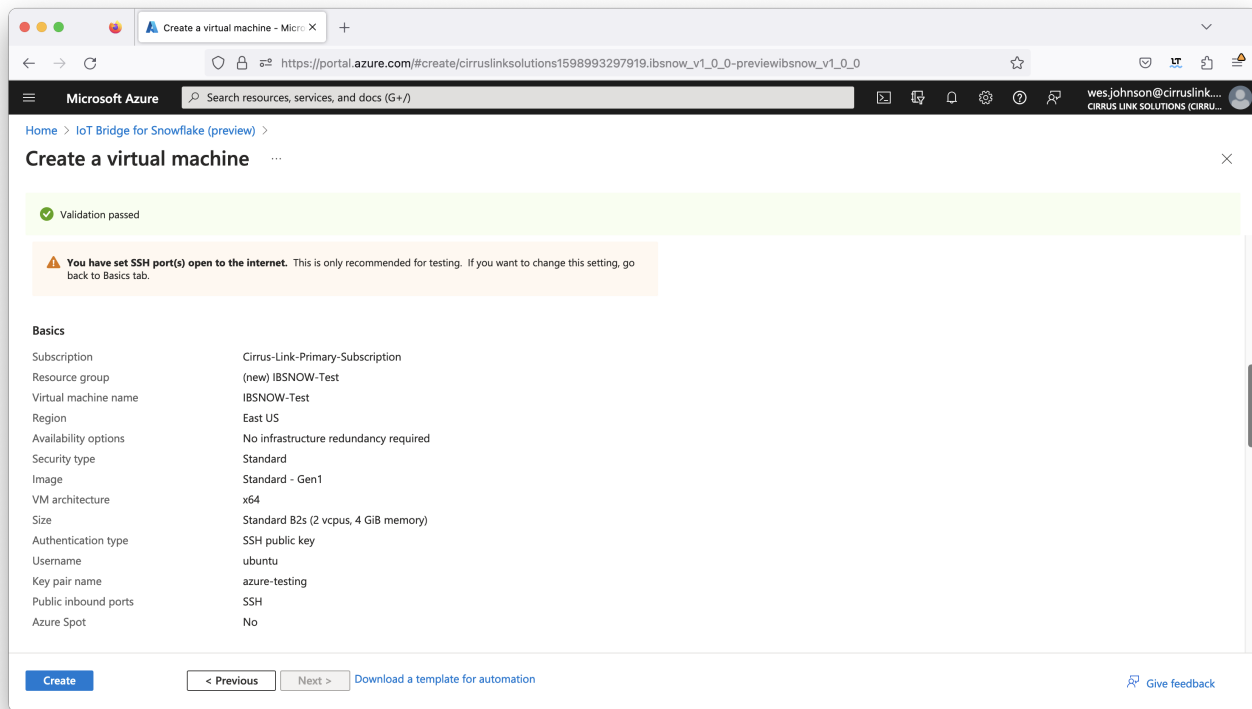 Create a virtual machine - Micro
https://portal.azure.com/#create/cirruslinksolutions1598993297919.ibsnow_v1_0_0-previewibsnow_v1_0_0
LT
Microsoft Azure
Search resources, services, and docs (G+/)
wes.johnson@cirruslink....
CIRRUS LINK SOLUTIONS (CIRRU...
Home > IoT Bridge for Snowflake (preview) >
Create a virtual machine ...
Validation passed
You have set SSH port(s) open to the internet. This is only recommended for testing. If you want to change this setting, go
back to Basics tab.
Basics
Subscription Cirrus-Link-Primary-Subscription
Resource group (new) IBSNOW-Test
Virtual machine name IBSNOW-Test
Region East US
Availability options No infrastructure redundancy required
Security type Standard
Image Standard - Gen1
VM architecture x64
Size Standard B2s (2 vcpus, 4 GiB memory)
Authentication type SSH public key
Username ubuntu
Key pair name azure-testing
Public inbound ports SSH
Azure Spot No
Create < Previous Next > Download a template for automation Give feedback